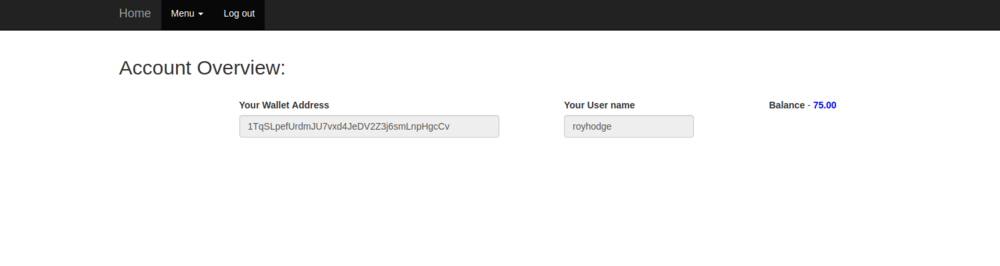 Home Menu Log out
Account Overview:
Your Wallet Address Your User name Balance - 75.00
1TqSLpefUrdmJU7vxd4JeDV2Z3j6smLnpHgcCv royhodge